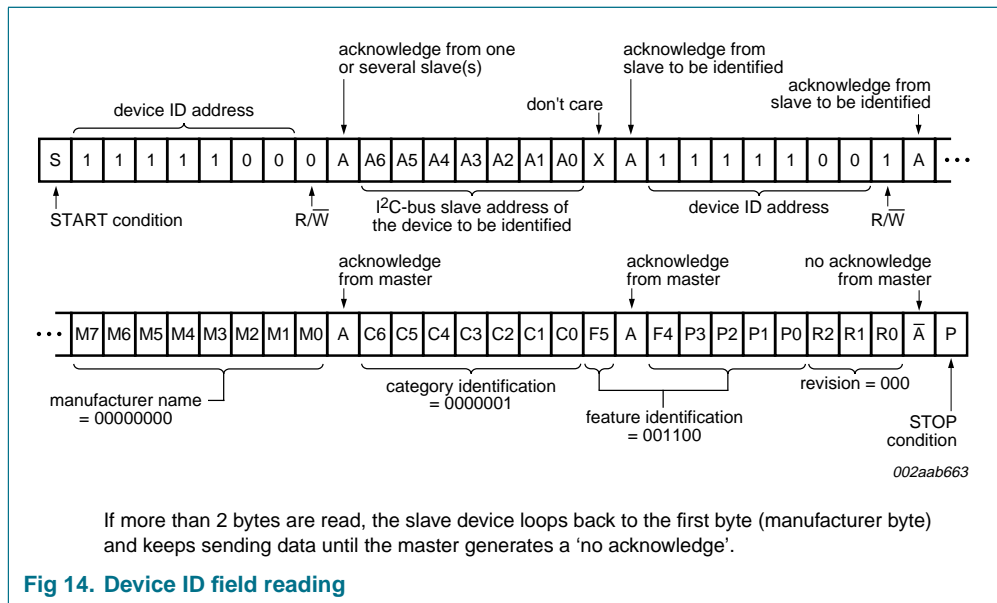 acknowledge from one
or several slave(s)
acknowledge from
slave to be identified
acknowledge from
slave to be identified
don't care
device ID address
S 1 1 1 1 1 0 0 0 A A6 A5 A4 A3 A2 A1 A0 X A 1 1 1 1 1 0 0 1 A •••
START condition
R/W̅
I²C-bus slave address of
the device to be identified
device ID address
R/W̅
acknowledge
from master
acknowledge
from master
no acknowledge
from master
••• M7 M6 M5 M4 M3 M2 M1 M0 A C6 C5 C4 C3 C2 C1 C0 F5 A F4 P3 P2 P1 P0 R2 R1 R0 A̅ P
manufacturer name
= 00000000
category identification
= 0000001
feature identification
= 001100
revision = 000
STOP
condition
002aab663
If more than 2 bytes are read, the slave device loops back to the first byte (manufacturer byte)
and keeps sending data until the master generates a ‘no acknowledge’.
Fig 14. Device ID field reading